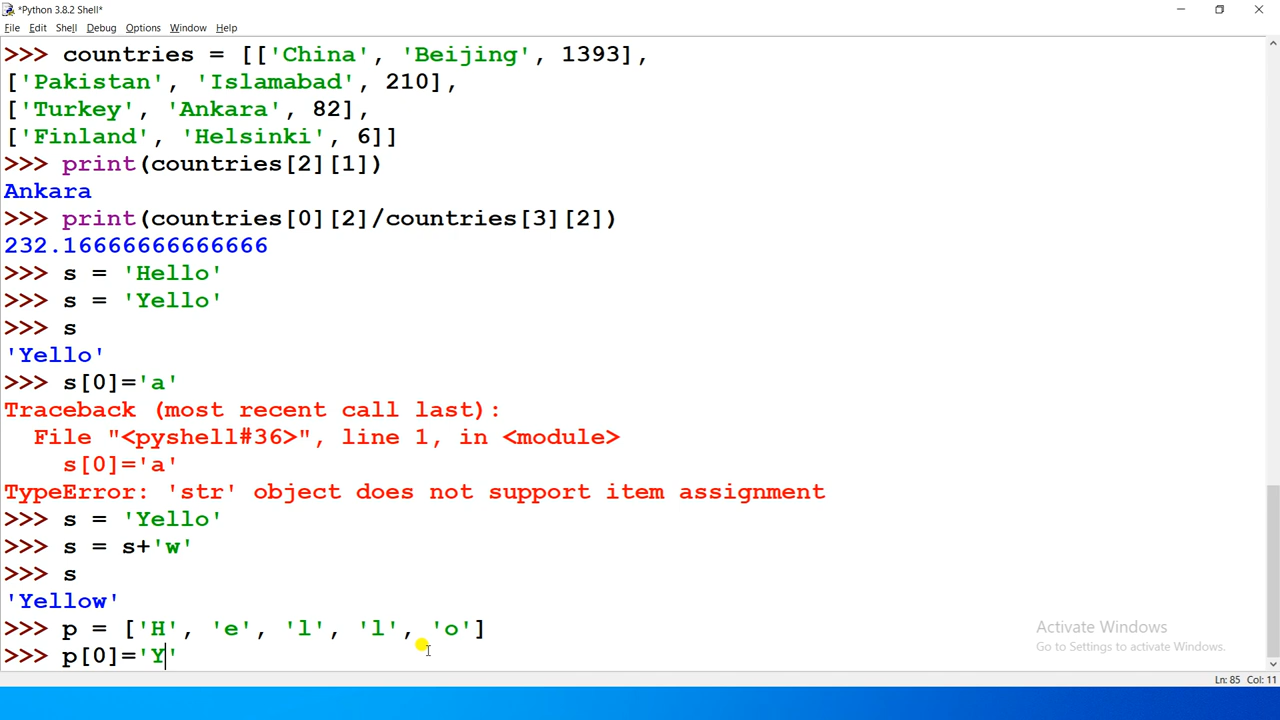 *Python 3.8.2 Shell*
File Edit Shell Debug Options Window Help
>>> countries = [['China', 'Beijing', 1393],
['Pakistan', 'Islamabad', 210],
['Turkey', 'Ankara', 82],
['Finland', 'Helsinki', 6]]
>>> print(countries[2][1])
Ankara
>>> print(countries[0][2]/countries[3][2])
232.16666666666666
>>> s = 'Hello'
>>> s = 'Yello'
>>> s
'Yello'
>>> s[0]='a'
Traceback (most recent call last):
  File "<pyshell#36>", line 1, in <module>
    s[0]='a'
TypeError: 'str' object does not support item assignment
>>> s = 'Yello'
>>> s = s+'w'
>>> s
'Yellow'
>>> p = ['H', 'e', 'l', 'l', 'o']
>>> p[0]='Y'
Activate Windows
Go to Settings to activate Windows.
Ln: 85 Col: 11